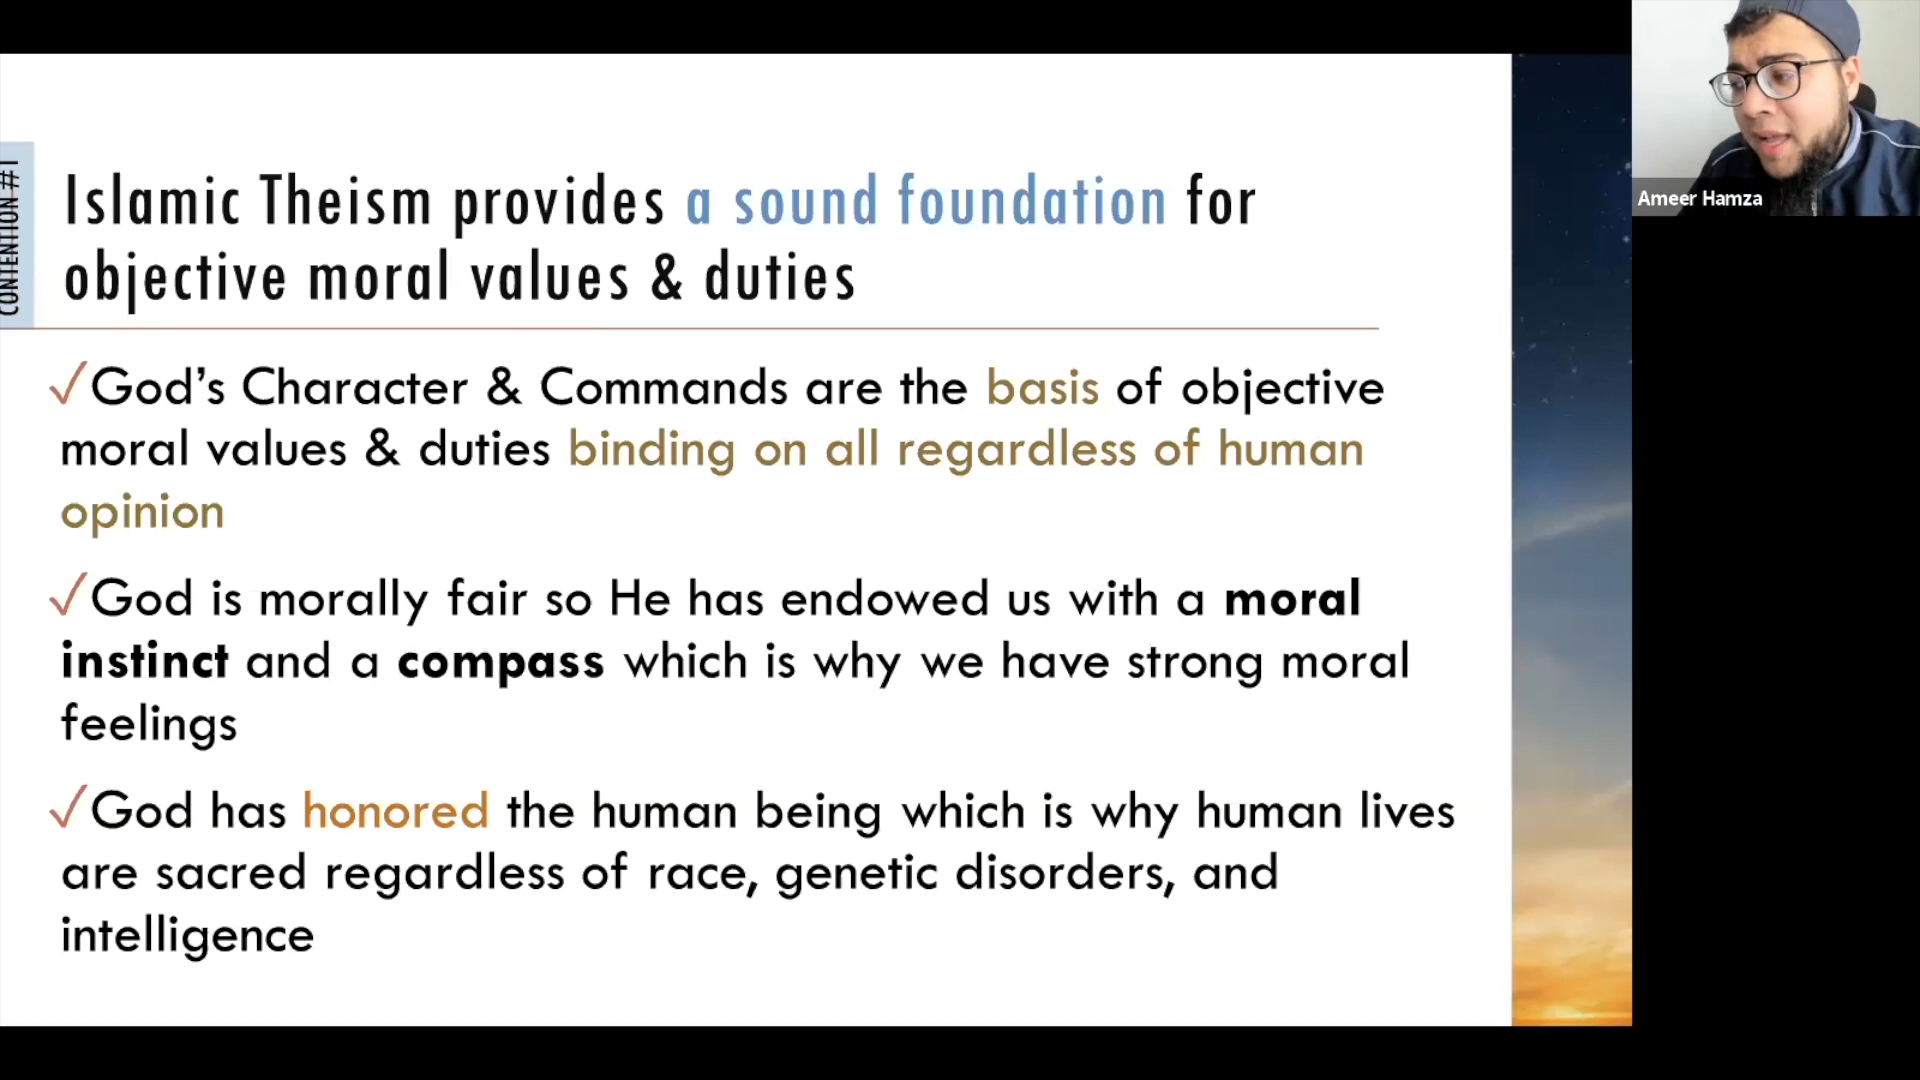 CONTENTION #1
Islamic Theism provides a sound foundation for
objective moral values & duties
✓God's Character & Commands are the basis of objective
moral values & duties binding on all regardless of human
opinion
✓God is morally fair so He has endowed us with a moral
instinct and a compass which is why we have strong moral
feelings
✓God has honored the human being which is why human lives
are sacred regardless of race, genetic disorders, and
intelligence
Ameer Hamza